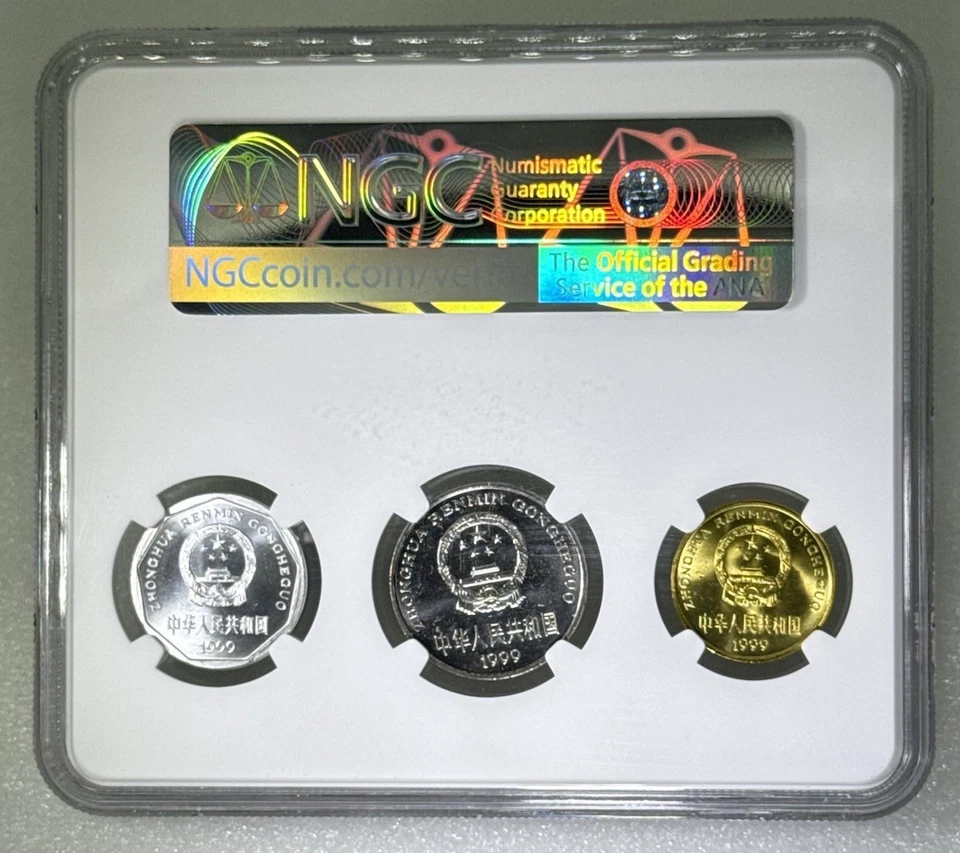 NGC
Numismatic
Guaranty
Corporation
NGCcoin.com/ver
The Official Grading
Service of the ANA
ZHONGHUA RENMIN GONGHEGUO
中华人民共和国
1999
ZHONGHUA RENMIN GONGHEGUO
中华人民共和国
1999
ZHONGHUA RENMIN GONGHEGUO
中华人民共和国
1999